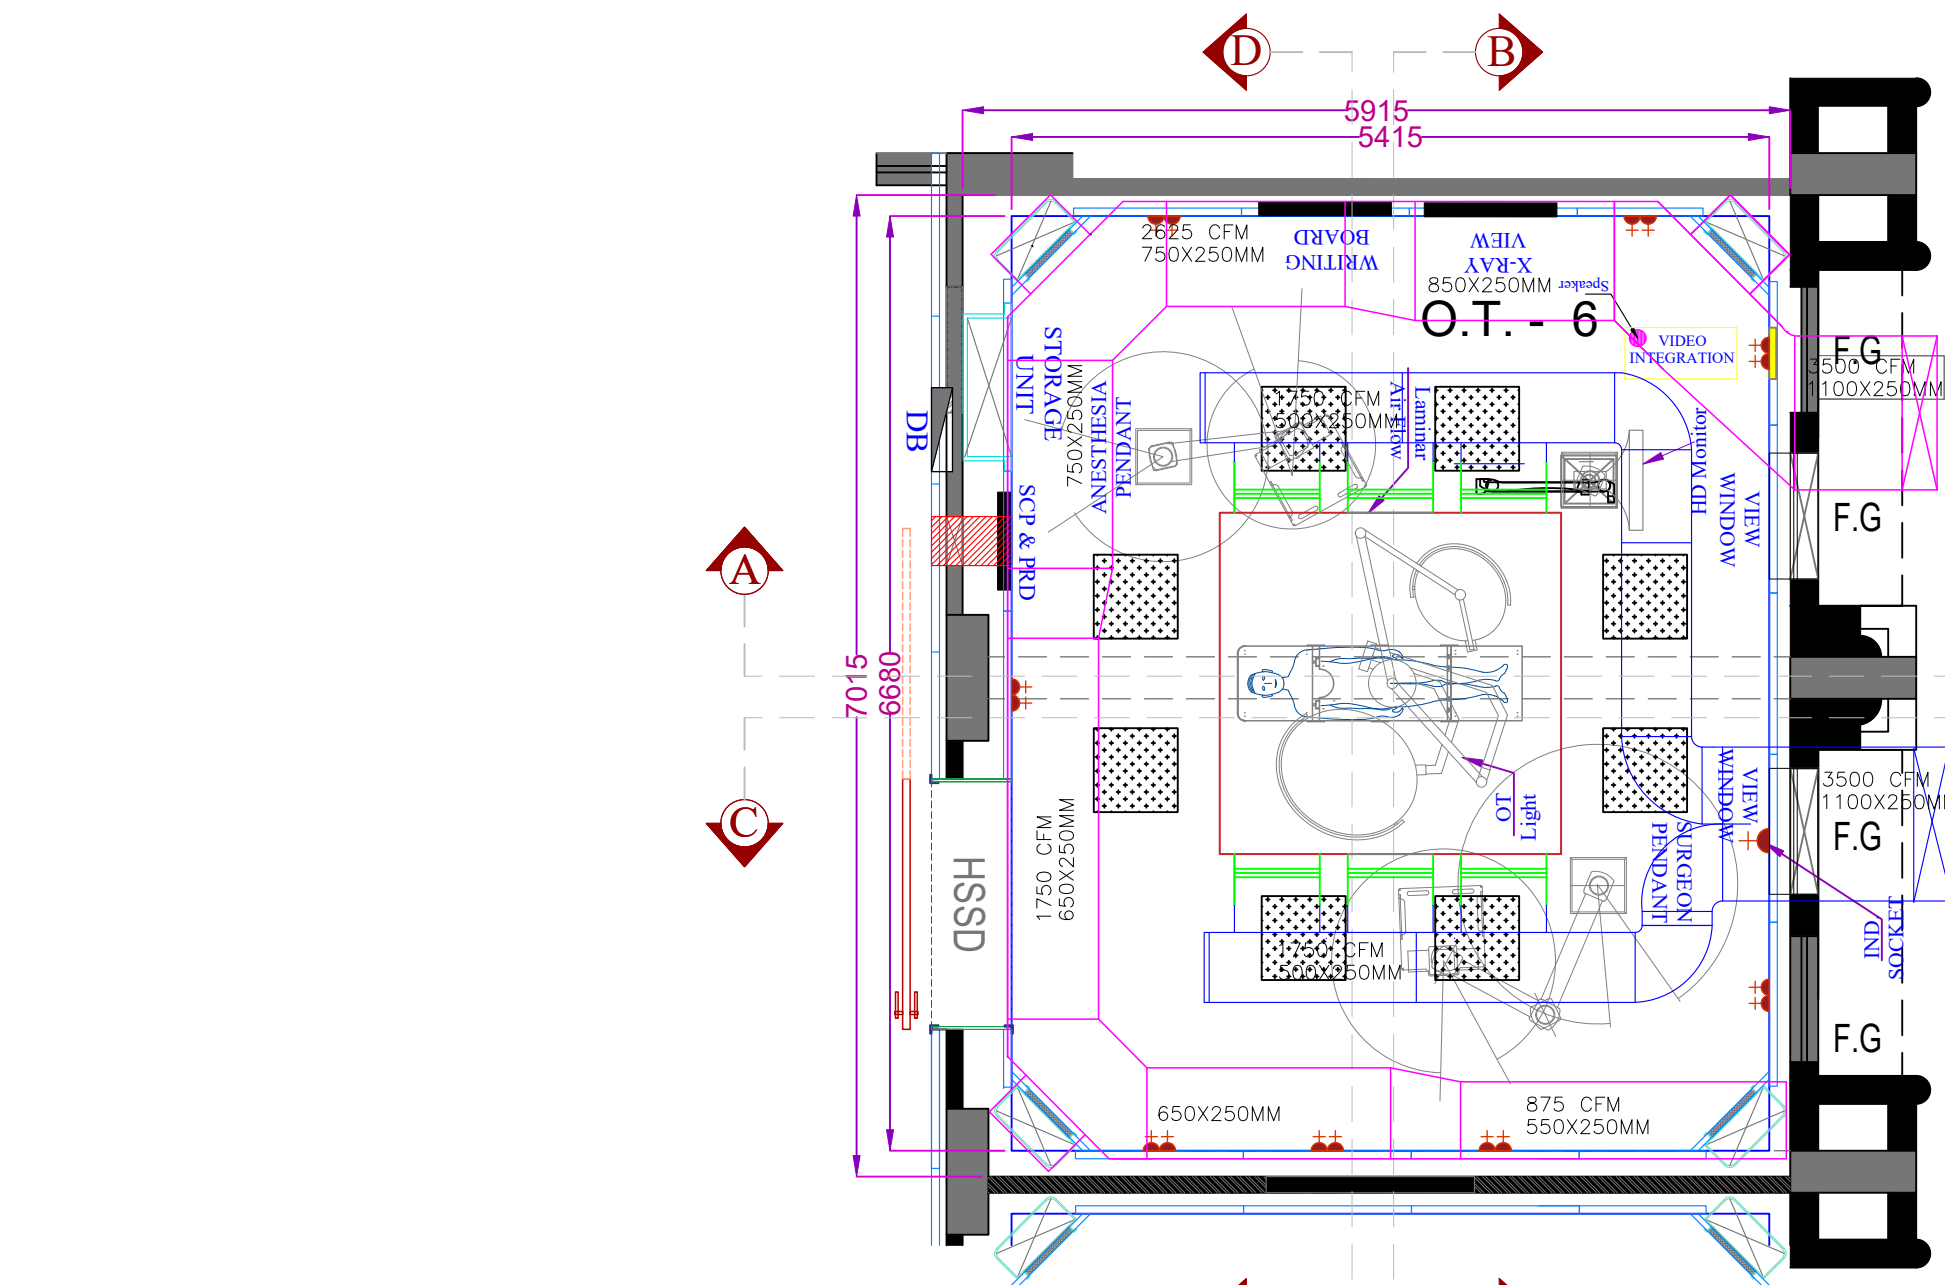 D
B
5915
5415
2625 CFM
750X250MM
WRITING
BOARD
X-RAY
VIEW
850X250MM
Speaker
O.T. - 6
VIDEO
INTEGRATION
F.G
3500 CFM
1100X250MM
STORAGE
UNIT
750X250MM
ANESTHESIA
PENDANT
1750 CFM
500X250MM
Laminar
Air Flow
HD Monitor
VIEW
WINDOW
DB
SCP & PRD
F.G
A
7015
6680
C
HSSD
1750 CFM
650X250MM
OT
Light
VIEW
WINDOW
SURGEON
PENDANT
3500 CFM
1100X250MM
F.G
IND
SOCKET
1750 CFM
500X250MM
F.G
650X250MM
875 CFM
550X250MM